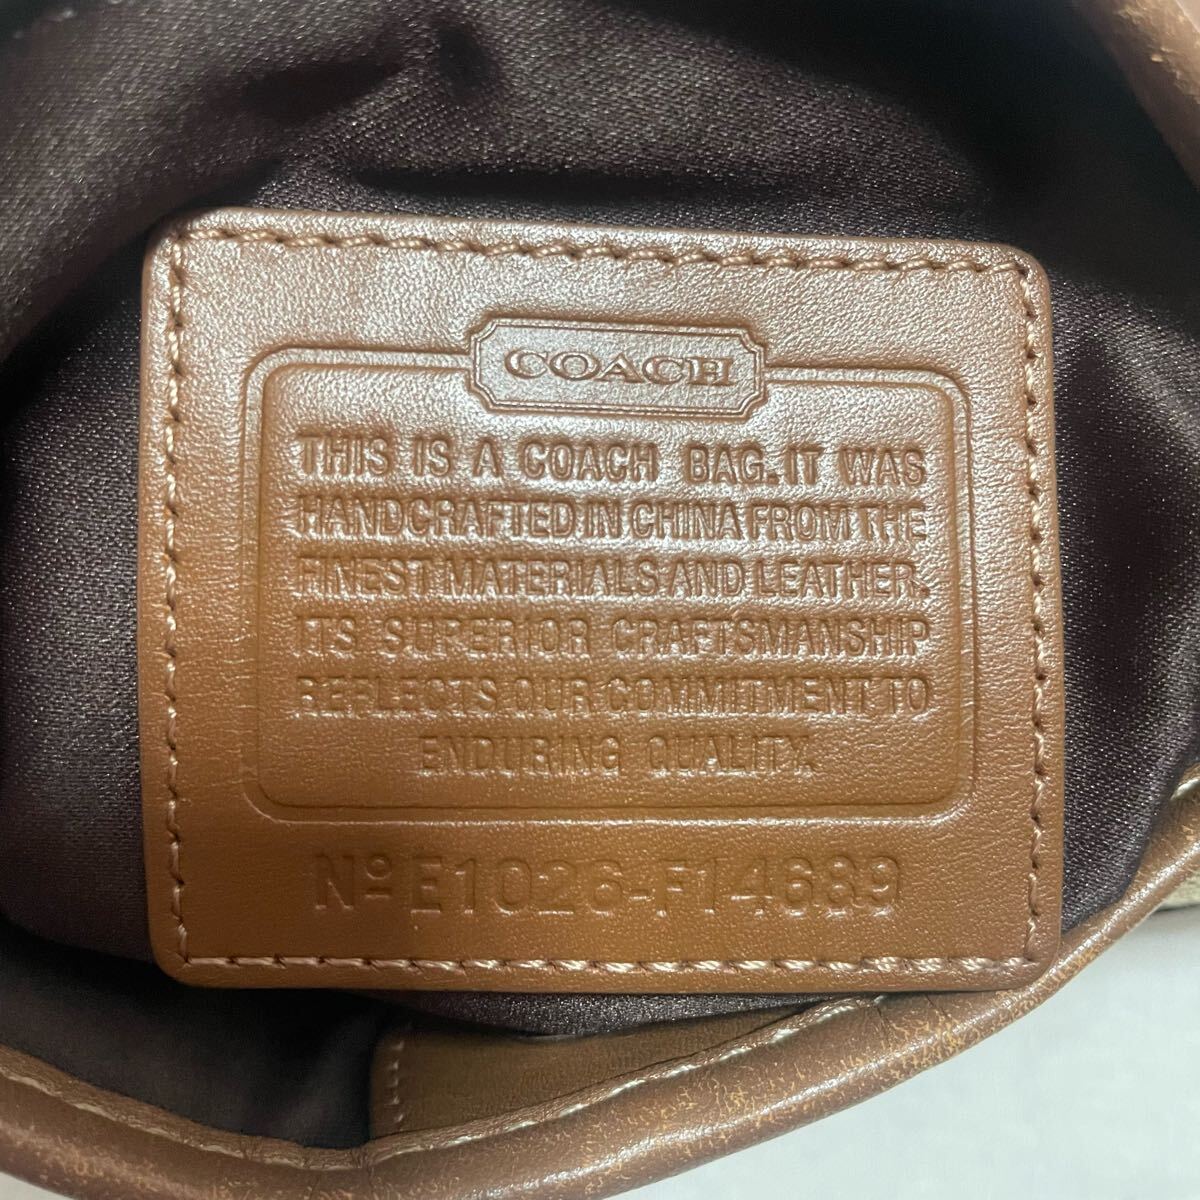 COACH
THIS IS A COACH BAG. IT WAS
HANDCRAFTED IN CHINA FROM THE
FINEST MATERIALS AND LEATHER.
ITS SUPERIOR CRAFTSMANSHIP
REFLECTS OUR COMMITMENT TO
ENDURING QUALITY.
Nº E1026-F14689